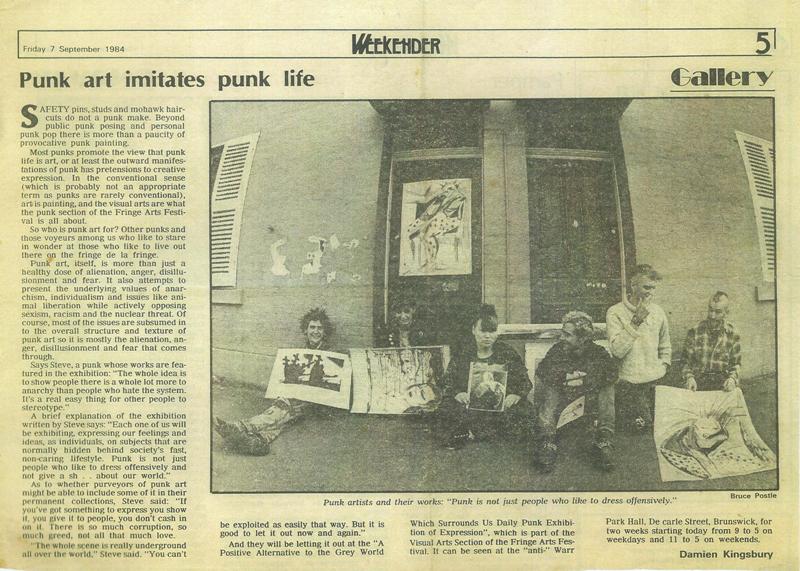 Friday 7 September 1984
WEEKENDER
5
Punk art imitates punk life
Gallery
SAFETY pins, studs and mohawk hair-
cuts do not a punk make. Beyond
public punk posing and personal
punk pop there is more than a paucity of
provocative punk painting.
Most punks promote the view that punk
life is art, or at least the outward manifes-
tations of punk has pretensions to creative
expression. In the conventional sense
(which is probably not an appropriate
term as punks are rarely conventional),
art is painting, and the visual arts are what
the punk section of the Fringe Arts Festi-
val is all about.
So who is punk art for? Other punks and
those voyeurs among us who like to stare
in wonder at those who like to live out
there on the fringe de la fringe.
Punk art, itself, is more than just a
healthy dose of alienation, anger, disillu-
sionment and fear. It also attempts to
present the underlying values of anar-
chism, individualism and issues like ani-
mal liberation while actively opposing
sexism, racism and the nuclear threat. Of
course, most of the issues are subsumed in
to the overall structure and texture of
punk art so it is mostly the alienation, an-
ger, disillusionment and fear that comes
through.
Says Steve, a punk whose works are fea-
tured in the exhibition: "The whole idea is
to show people there is a whole lot more to
anarchy than people who hate the system.
It's a real easy thing for other people to
stereotype."
A brief explanation of the exhibition
written by Steve says: "Each one of us will
be exhibiting, expressing our feelings and
ideas, as individuals, on subjects that are
normally hidden behind society's fast,
non-caring lifestyle. Punk is not just
people who like to dress offensively and
not give a sh . . about our world."
As to whether purveyors of punk art
might be able to include some of it in their
permanent collections, Steve said: "If
you've got something to express you show
it, you give it to people, you don't cash in
on it. There is so much corruption, so
much greed, not all that much love.
"The whole scene is really underground
all over the world," Steve said. "You can't
Bruce Postle
Punk artists and their works: "Punk is not just people who like to dress offensively."
be exploited as easily that way. But it is
good to let it out now and again."
And they will be letting it out at the "A
Positive Alternative to the Grey World
Which Surrounds Us Daily Punk Exhibi-
tion of Expression", which is part of the
Visual Arts Section of the Fringe Arts Fes-
tival. It can be seen at the "anti-" Warr
Park Hall, De carle Street, Brunswick, for
two weeks starting today from 9 to 5 on
weekdays and 11 to 5 on weekends.
Damien Kingsbury